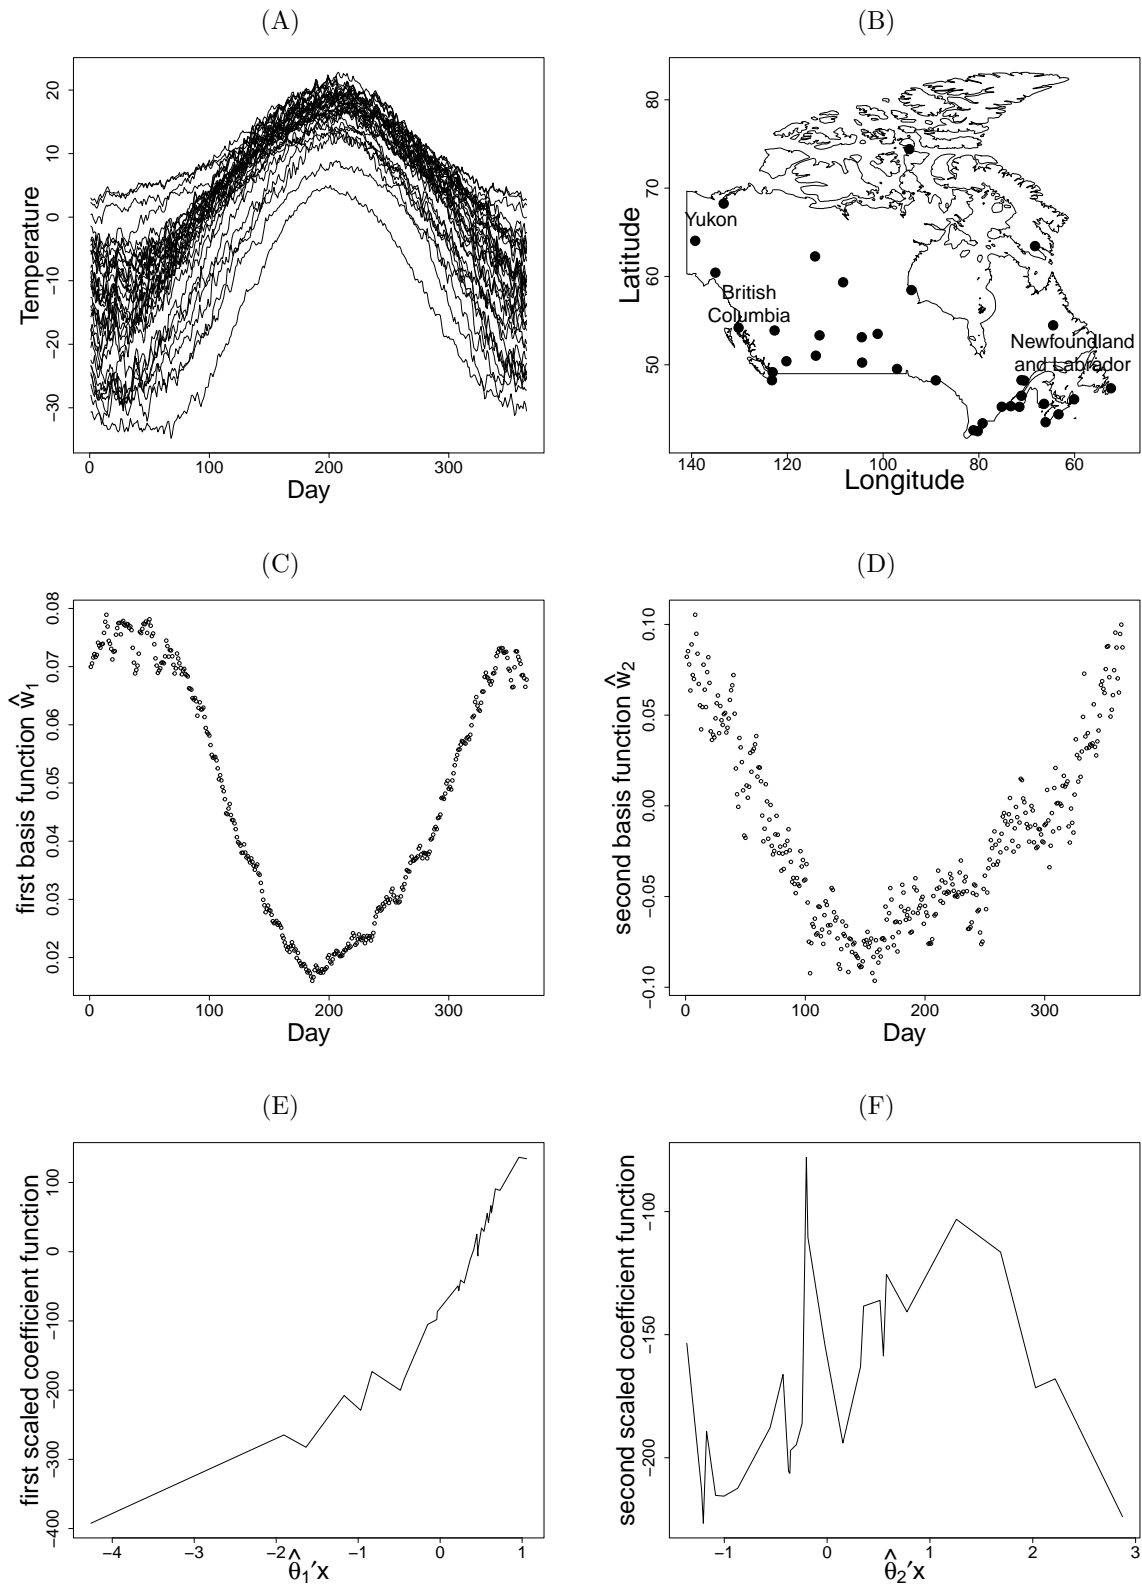 (A)
(B)
20
10
0
−10
−20
−30
Temperature
0
100
200
300
Day
80
70
60
50
Latitude
Yukon
British
Columbia
Newfoundland
and Labrador
140
120
100
80
60
Longitude
(C)
(D)
0.08
0.07
0.06
0.05
0.04
0.03
0.02
first basis function ŵ1
0
100
200
300
Day
0.10
0.05
0.00
−0.05
−0.10
second basis function ŵ2
0
100
200
300
Day
(E)
(F)
100
0
−100
−200
−300
−400
first scaled coefficient function
−4
−3
−2
−1
0
1
θ̂1′x
−100
−150
−200
second scaled coefficient function
−1
0
1
2
3
θ̂2′x